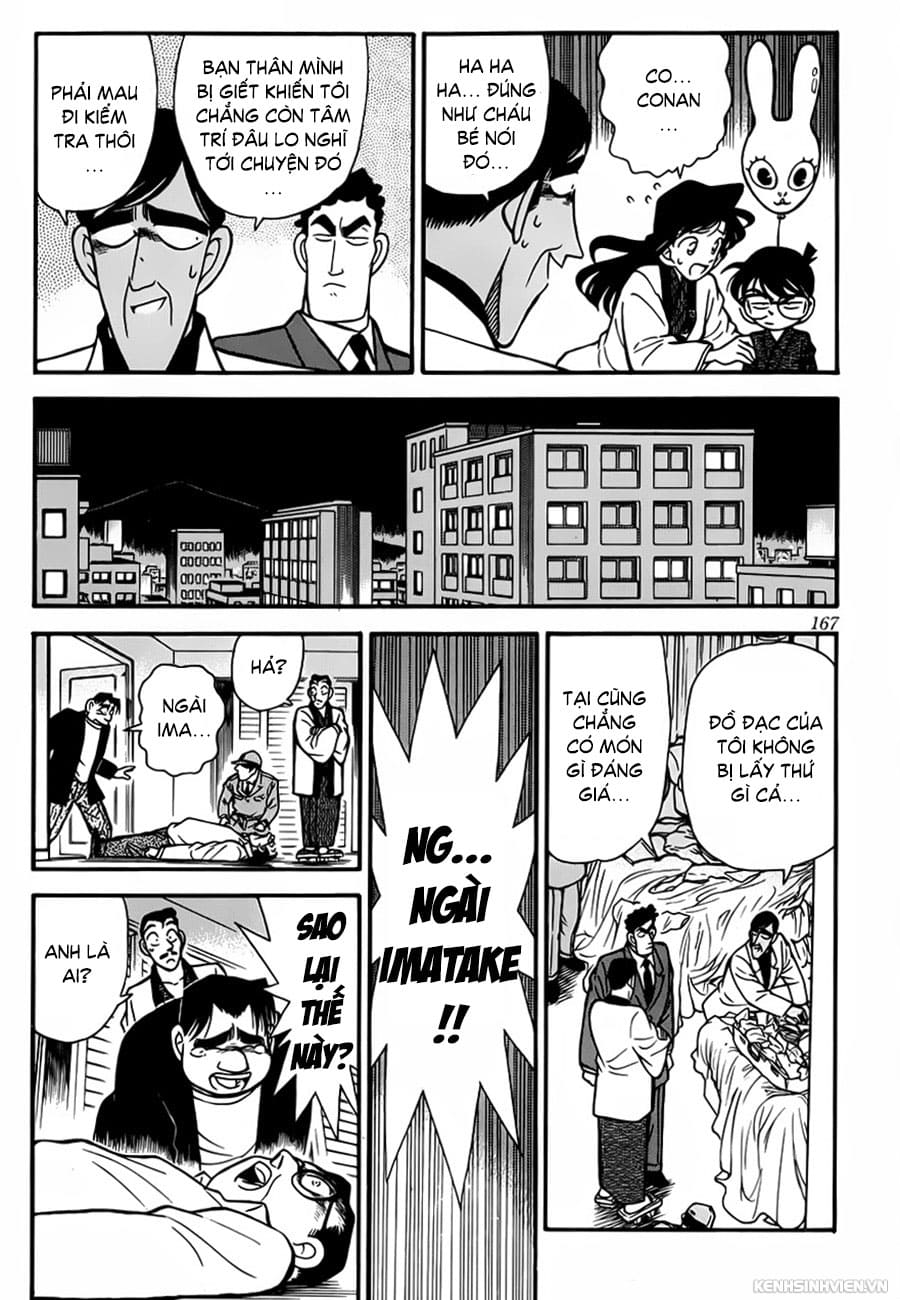 CO...
CONAN
...
HA HA
HA... ĐÚNG
NHƯ CHÁU
BÉ NÓI
ĐÓ...
BẠN THÂN MÌNH
BỊ GIẾT KHIẾN TÔI
CHẲNG CÒN TÂM
TRÍ ĐÂU LO NGHĨ
TỚI CHUYỆN ĐÓ
...
PHẢI MAU
ĐI KIỂM
TRA THÔI
...
167
ĐỒ ĐẠC CỦA
TÔI KHÔNG
BỊ LẤY THỨ
GÌ CẢ...
TẠI CŨNG
CHẲNG
CÓ MÓN
GÌ ĐÁNG
GIÁ...
NG...
NGÀI
IMATAKE
!!
HẢ?
NGÀI
IMA...
SAO
LẠI
THẾ
NÀY?
ANH LÀ
AI?
KENHSINHVIEN.VN